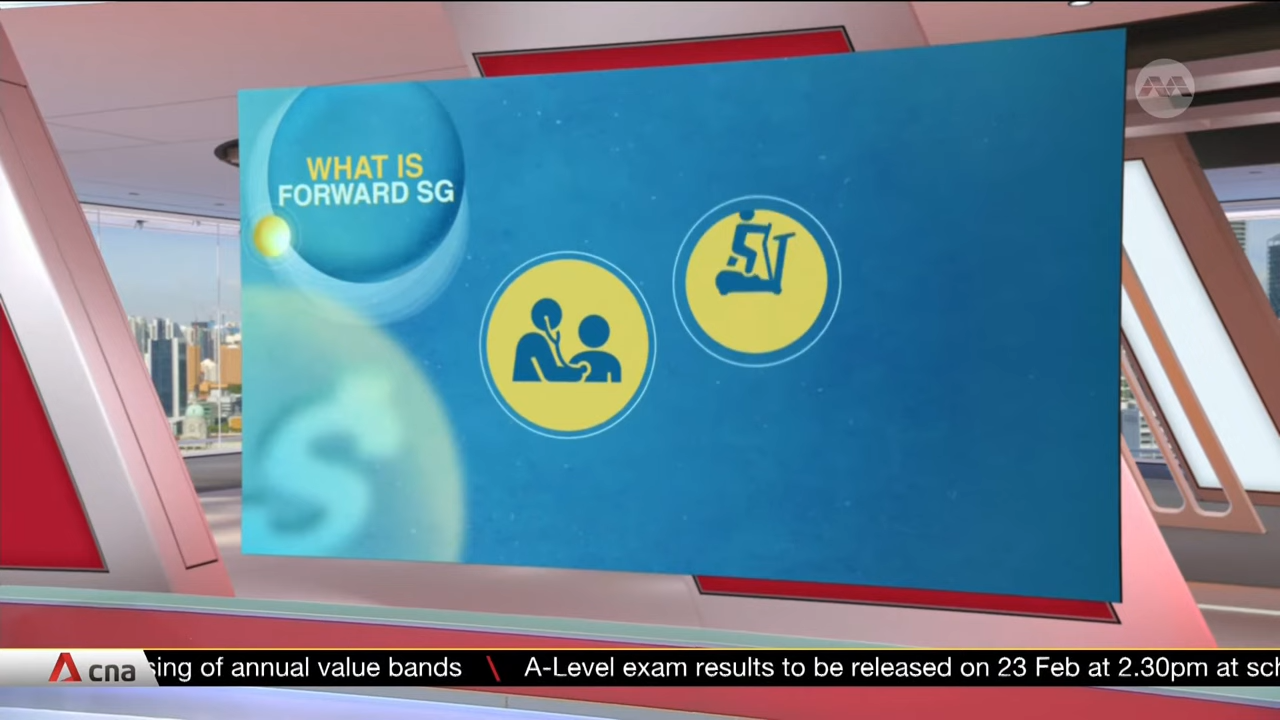 WHAT IS
FORWARD SG
$
cna
sing of annual value bands \ A-Level exam results to be released on 23 Feb at 2.30pm at sch